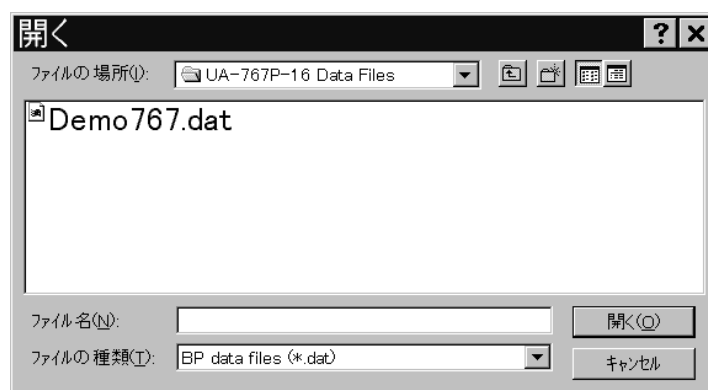 開く
ファイルの場所(I): UA-767P-16 Data Files
Demo767.dat
ファイル名(N): 開く(O)
ファイルの種類(T): BP data files (*.dat) キャンセル